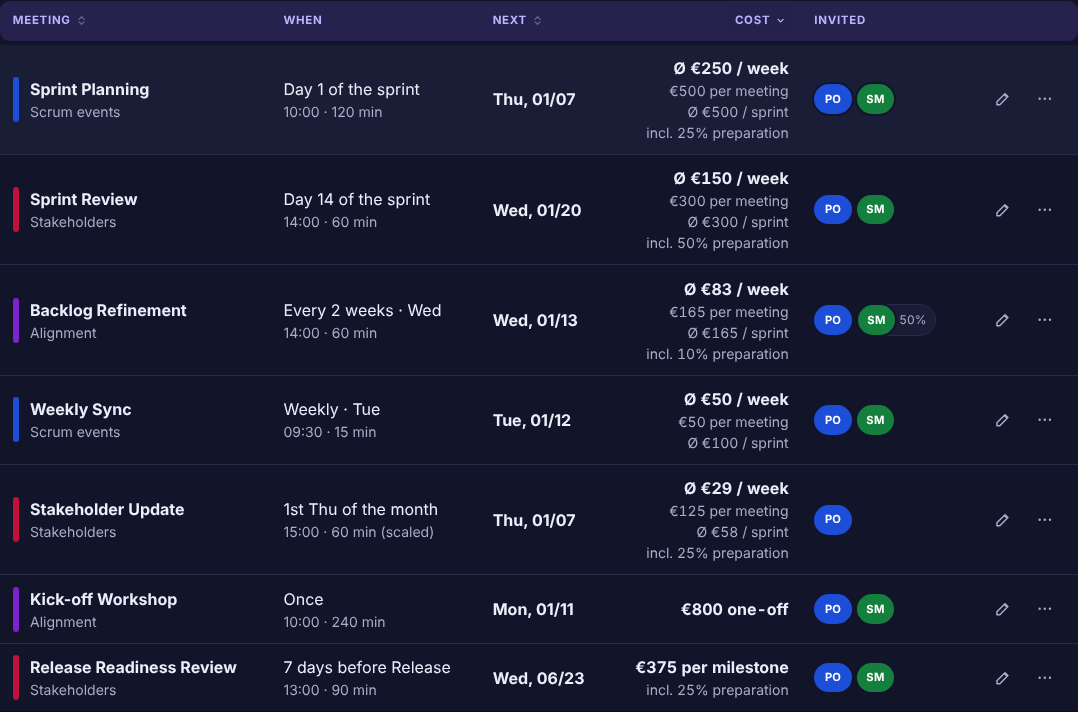 MEETING WHEN NEXT COST INVITED
Sprint Planning
Scrum events
Day 1 of the sprint
10:00 · 120 min
Thu, 01/07
Ø €250 / week
€500 per meeting
Ø €500 / sprint
incl. 25% preparation
PO SM
Sprint Review
Stakeholders
Day 14 of the sprint
14:00 · 60 min
Wed, 01/20
Ø €150 / week
€300 per meeting
Ø €300 / sprint
incl. 50% preparation
PO SM
Backlog Refinement
Alignment
Every 2 weeks · Wed
14:00 · 60 min
Wed, 01/13
Ø €83 / week
€165 per meeting
Ø €165 / sprint
incl. 10% preparation
PO SM 50%
Weekly Sync
Scrum events
Weekly · Tue
09:30 · 15 min
Tue, 01/12
Ø €50 / week
€50 per meeting
Ø €100 / sprint
PO SM
Stakeholder Update
Stakeholders
1st Thu of the month
15:00 · 60 min (scaled)
Thu, 01/07
Ø €29 / week
€125 per meeting
Ø €58 / sprint
incl. 25% preparation
PO
Kick-off Workshop
Alignment
Once
10:00 · 240 min
Mon, 01/11
€800 one-off
PO SM
Release Readiness Review
Stakeholders
7 days before Release
13:00 · 90 min
Wed, 06/23
€375 per milestone
incl. 25% preparation
PO SM